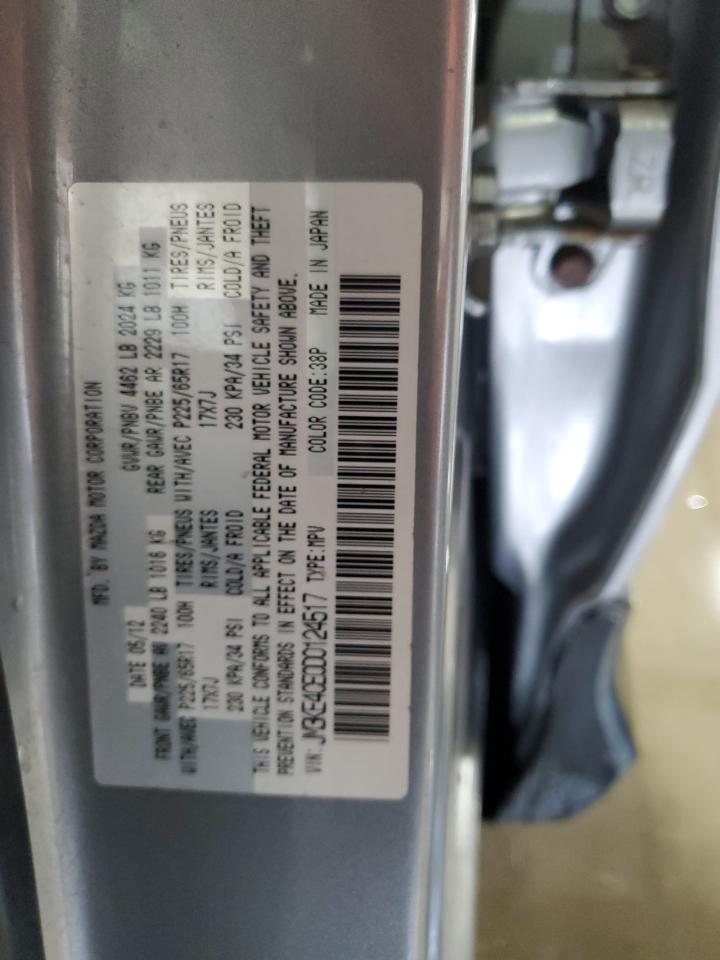 MFD. BY MAZDA MOTOR CORPORATION
DATE 05/12 GVWR/PNBV 4462 LB 2024 KG
FRONT GAWR/PNBE AV 2240 LB 1016 KG REAR GAWR/PNBE AR 2229 LB 1011 KG
WITH/AVEC P225/65R17 100H TIRES/PNEUS WITH/AVEC P225/65R17 100H TIRES/PNEUS
17X7J RIMS/JANTES 17X7J RIMS/JANTES
230 KPA/34 PSI COLD/A FROID 230 KPA/34 PSI COLD/A FROID
THIS VEHICLE CONFORMS TO ALL APPLICABLE FEDERAL MOTOR VEHICLE SAFETY AND THEFT
PREVENTION STANDARDS IN EFFECT ON THE DATE OF MANUFACTURE SHOWN ABOVE.
VIN: JM3KE4CE0D0124517 TYPE:MPV COLOR CODE:38P MADE IN JAPAN